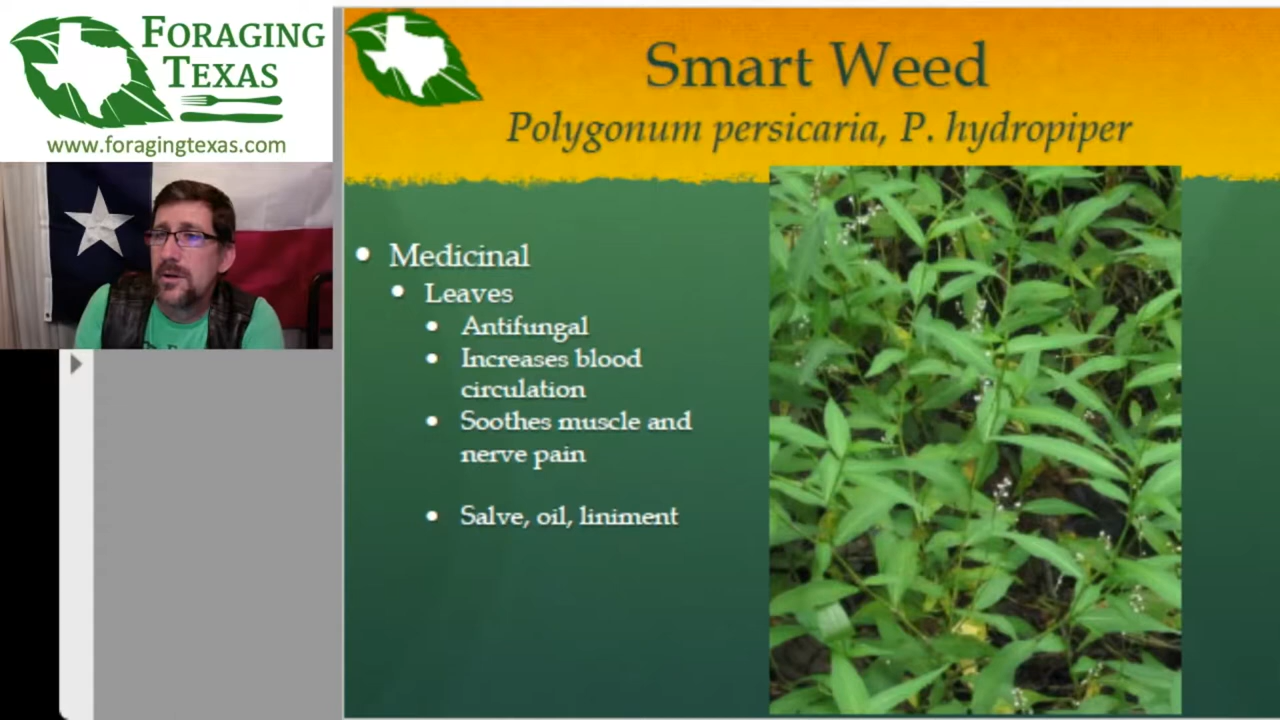 FORAGING
TEXAS
www.foragingtexas.com
Smart Weed
Polygonum persicaria, P. hydropiper
• Medicinal
• Leaves
• Antifungal
• Increases blood
circulation
• Soothes muscle and
nerve pain
• Salve, oil, liniment